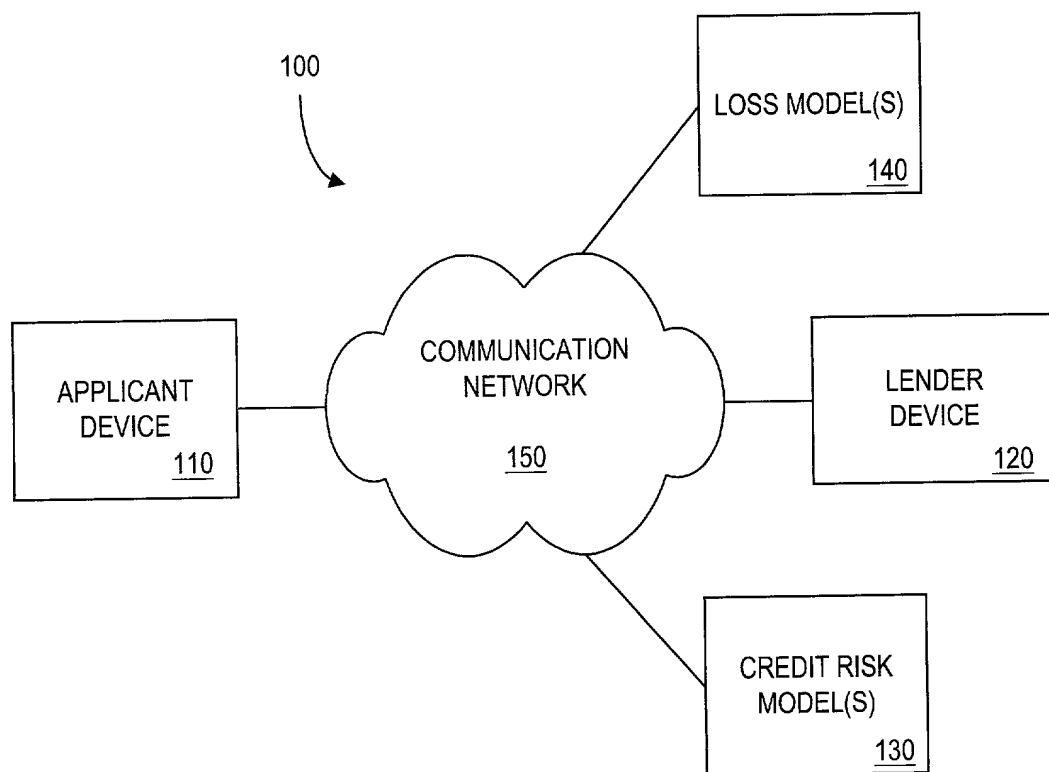 100
LOSS MODEL(S)
140
COMMUNICATION
NETWORK
150
APPLICANT
DEVICE
110
LENDER
DEVICE
120
CREDIT RISK
MODEL(S)
130